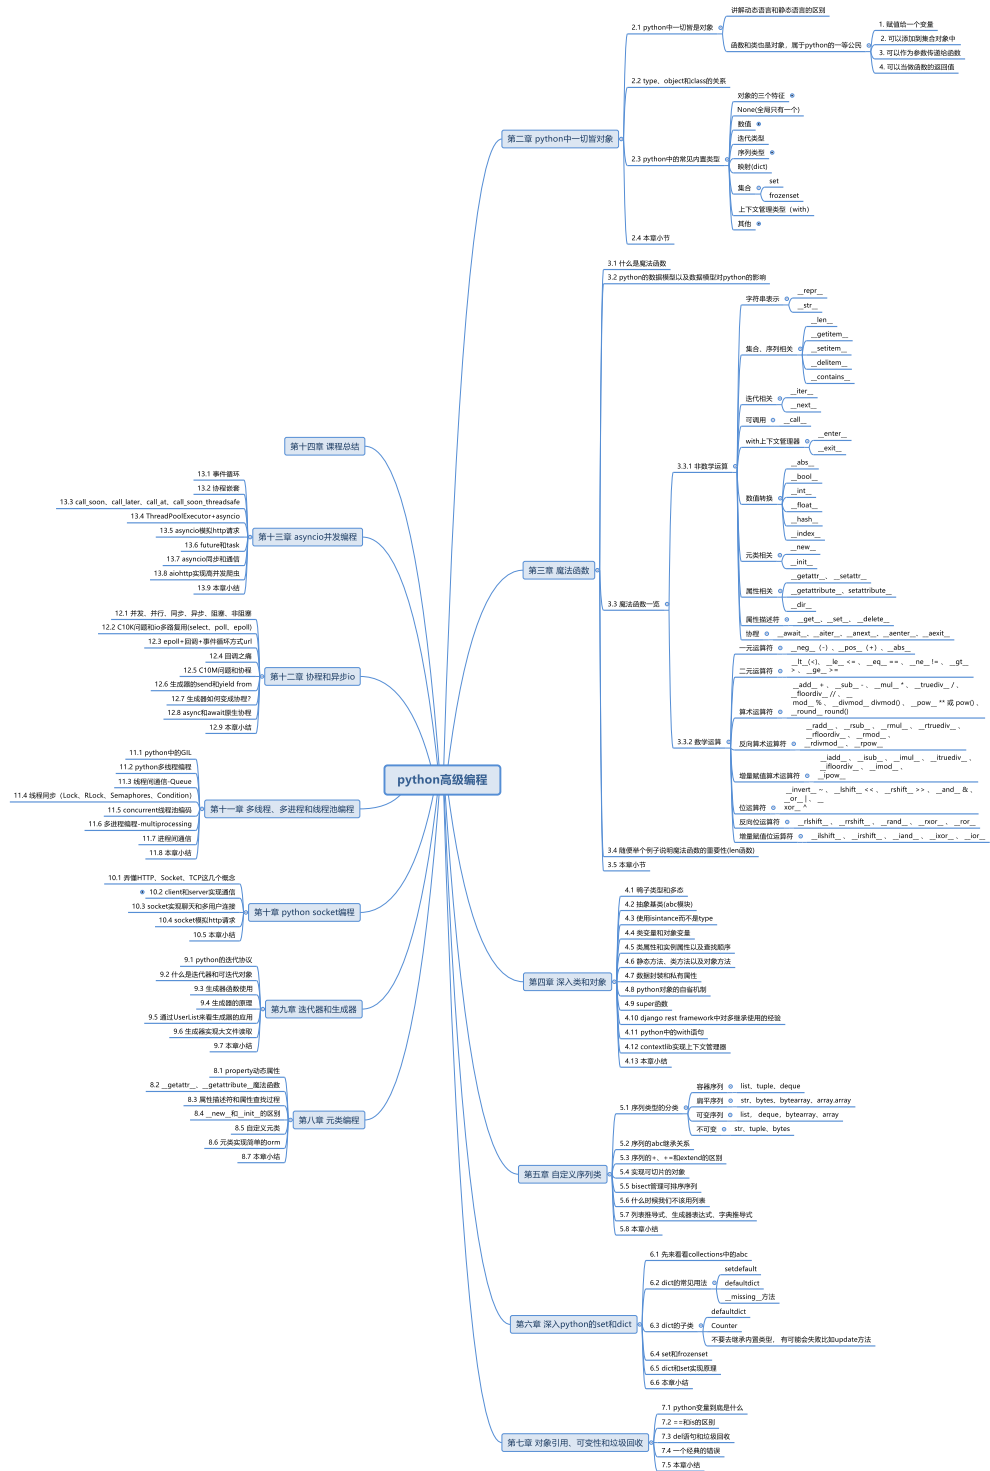 python高级编程
第二章 python中一切皆对象
2.1 python中一切皆是对象
讲解动态语言和静态语言的区别
函数和类也是对象，属于python的一等公民
1. 赋值给一个变量
2. 可以添加到集合对象中
3. 可以作为参数传递给函数
4. 可以当做函数的返回值
2.2 type、object和class的关系
2.3 python中的常见内置类型
对象的三个特征
None(全局只有一个)
数值
迭代类型
序列类型
映射(dict)
集合
set
frozenset
上下文管理类型（with）
其他
2.4 本章小节
第三章 魔法函数
3.1 什么是魔法函数
3.2 python的数据模型以及数据模型对python的影响
3.3 魔法函数一览
3.3.1 非数学运算
字符串表示
__repr__
__str__
集合、序列相关
__len__
__getitem__
__setitem__
__delitem__
__contains__
迭代相关
__iter__
__next__
可调用
__call__
with上下文管理器
__enter__
__exit__
数值转换
__abs__
__bool__
__int__
__float__
__hash__
__index__
元类相关
__new__
__init__
属性相关
__getattr__、 __setattr__
__getattribute__、setattribute__
__dir__
属性描述符
__get__、__set__、 __delete__
协程
__await__、__aiter__、__anext__、__aenter__、__aexit__
3.3.2 数学运算
一元运算符
__neg__（-）、__pos__（+）、__abs__
二元运算符
__lt__(<)、 __le__ <= 、 __eq__ == 、 __ne__ != 、 __gt__
> 、 __ge__ >=
算术运算符
__add__ + 、 __sub__ - 、 __mul__ * 、 __truediv__ / 、
__floordiv__ // 、 __
mod__ % 、 __divmod__ divmod() 、 __pow__ ** 或 pow() 、
__round__ round()
反向算术运算符
__radd__ 、 __rsub__ 、 __rmul__ 、 __rtruediv__ 、
__rfloordiv__ 、 __rmod__ 、
__rdivmod__ 、 __rpow__
增量赋值算术运算符
__iadd__ 、 __isub__ 、 __imul__ 、 __itruediv__ 、
__ifloordiv__ 、 __imod__ 、
__ipow__
位运算符
__invert__ ~ 、 __lshift__ << 、 __rshift__ >> 、 __and__ & 、
__or__ | 、 __
xor__ ^
反向位运算符
__rlshift__ 、 __rrshift__ 、 __rand__ 、 __rxor__ 、 __ror__
增量赋值位运算符
__ilshift__ 、 __irshift__ 、 __iand__ 、 __ixor__ 、 __ior__
3.4 随便举个例子说明魔法函数的重要性(len函数)
3.5 本章小节
第四章 深入类和对象
4.1 鸭子类型和多态
4.2 抽象基类(abc模块)
4.3 使用isintance而不是type
4.4 类变量和对象变量
4.5 类属性和实例属性以及查找顺序
4.6 静态方法、类方法以及对象方法
4.7 数据封装和私有属性
4.8 python对象的自省机制
4.9 super函数
4.10 django rest framework中对多继承使用的经验
4.11 python中的with语句
4.12 contextlib实现上下文管理器
4.13 本章小结
第五章 自定义序列类
5.1 序列类型的分类
容器序列
list、tuple、deque
扁平序列
str、bytes、bytearray、array.array
可变序列
list， deque、bytearray、array
不可变
str、tuple、bytes
5.2 序列的abc继承关系
5.3 序列的+、+=和extend的区别
5.4 实现可切片的对象
5.5 bisect管理可排序序列
5.6 什么时候我们不该用列表
5.7 列表推导式、生成器表达式、字典推导式
5.8 本章小结
第六章 深入python的set和dict
6.1 先来看看collections中的abc
6.2 dict的常见用法
setdefault
defaultdict
__missing__方法
6.3 dict的子类
defaultdict
Counter
不要去继承内置类型， 有可能会失败比如update方法
6.4 set和frozenset
6.5 dict和set实现原理
6.6 本章小结
第七章 对象引用、可变性和垃圾回收
7.1 python变量到底是什么
7.2 ==和is的区别
7.3 del语句和垃圾回收
7.4 一个经典的错误
7.5 本章小结
第十四章 课程总结
第十三章 asyncio并发编程
13.1 事件循环
13.2 协程嵌套
13.3 call_soon、call_later、call_at、call_soon_threadsafe
13.4 ThreadPoolExecutor+asyncio
13.5 asyncio模拟http请求
13.6 future和task
13.7 asyncio同步和通信
13.8 aiohttp实现高并发爬虫
13.9 本章小结
第十二章 协程和异步io
12.1 并发、并行、同步、异步、阻塞、非阻塞
12.2 C10K问题和io多路复用(select、poll、epoll)
12.3 epoll+回调+事件循环方式url
12.4 回调之痛
12.5 C10M问题和协程
12.6 生成器的send和yield from
12.7 生成器如何变成协程?
12.8 async和await原生协程
12.9 本章小结
第十一章 多线程、多进程和线程池编程
11.1 python中的GIL
11.2 python多线程编程
11.3 线程间通信-Queue
11.4 线程同步（Lock、RLock、Semaphores、Condition)
11.5 concurrent线程池编码
11.6 多进程编程-multiprocessing
11.7 进程间通信
11.8 本章小结
第十章 python socket编程
10.1 弄懂HTTP、Socket、TCP这几个概念
10.2 client和server实现通信
10.3 socket实现聊天和多用户连接
10.4 socket模拟http请求
10.5 本章小结
第九章 迭代器和生成器
9.1 python的迭代协议
9.2 什么是迭代器和可迭代对象
9.3 生成器函数使用
9.4 生成器的原理
9.5 通过UserList来看生成器的应用
9.6 生成器实现大文件读取
9.7 本章小结
第八章 元类编程
8.1 property动态属性
8.2 __getattr__、__getattribute__魔法函数
8.3 属性描述符和属性查找过程
8.4 __new__和__init__的区别
8.5 自定义元类
8.6 元类实现简单的orm
8.7 本章小结